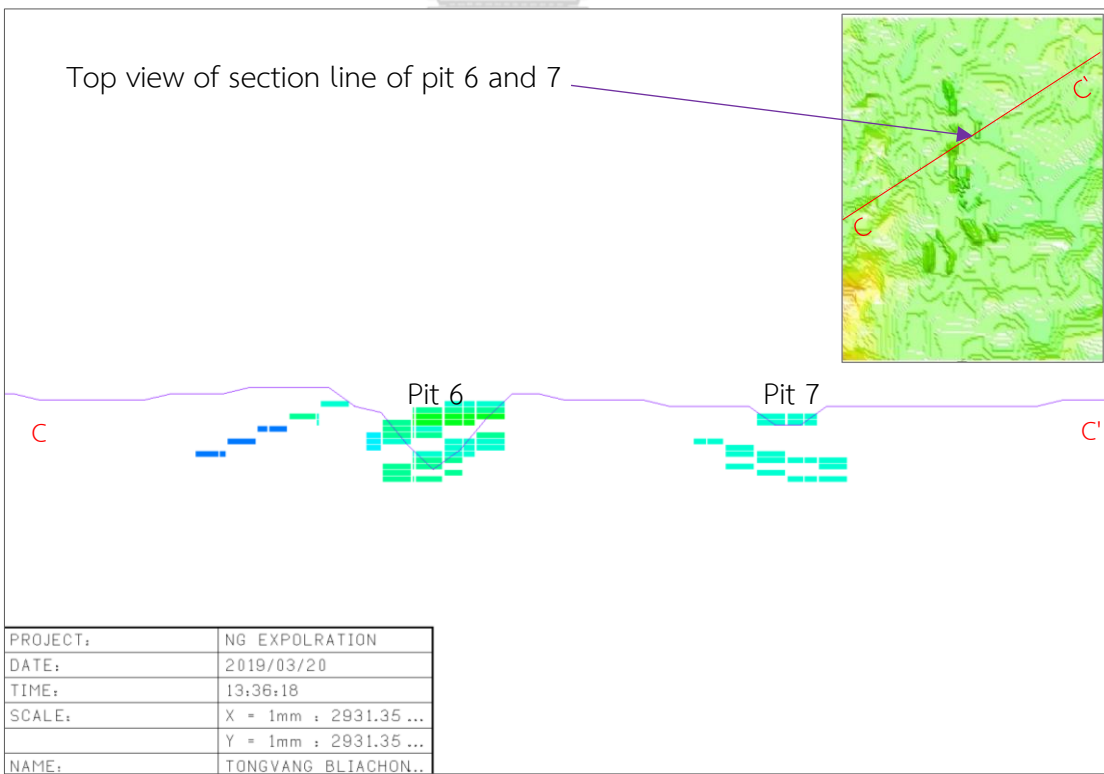 Top view of section line of pit 6 and 7
C'
C
Pit 6
Pit 7
C
C'
PROJECT: NG EXPOLRATION
DATE: 2019/03/20
TIME: 13:36:18
SCALE: X = 1mm : 2931.35 ...
Y = 1mm : 2931.35 ...
NAME: TONGVANG BLIACHON...